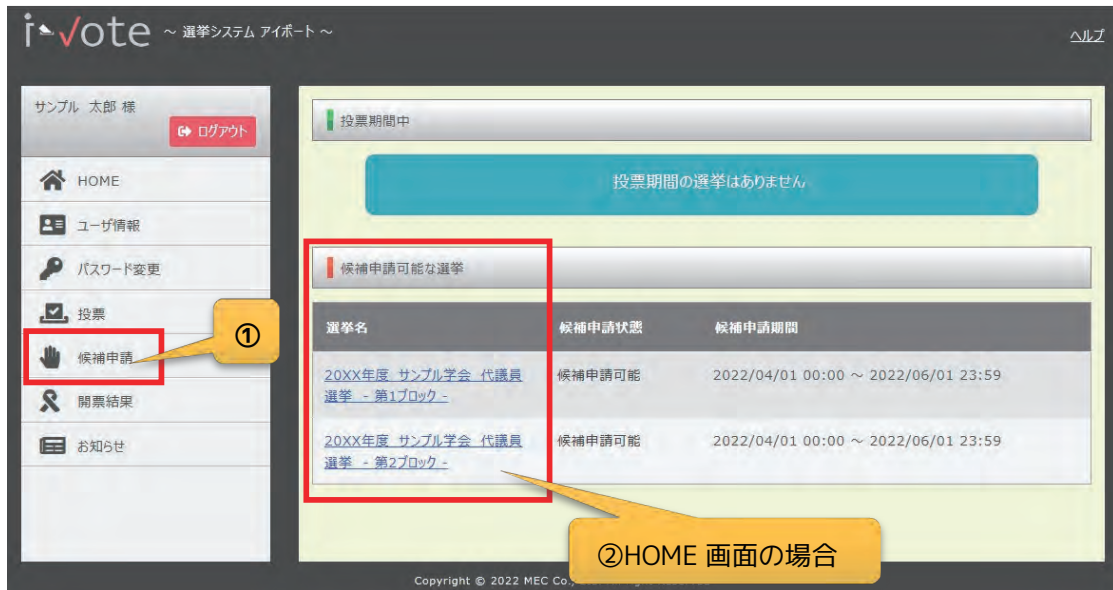 i-vote ～ 選挙システム アイボート ～
ヘルプ
サンプル 太郎 様
ログアウト
HOME
ユーザ情報
パスワード変更
投票
候補申請
開票結果
お知らせ
①
投票期間中
投票期間の選挙はありません
候補申請可能な選挙
選挙名 候補申請状態 候補申請期間
20XX年度 サンプル学会 代議員 候補申請可能 2022/04/01 00:00 ～ 2022/06/01 23:59
選挙 - 第1ブロック -
20XX年度 サンプル学会 代議員 候補申請可能 2022/04/01 00:00 ～ 2022/06/01 23:59
選挙 - 第2ブロック -
②HOME 画面の場合
Copyright © 2022 MEC Co.,